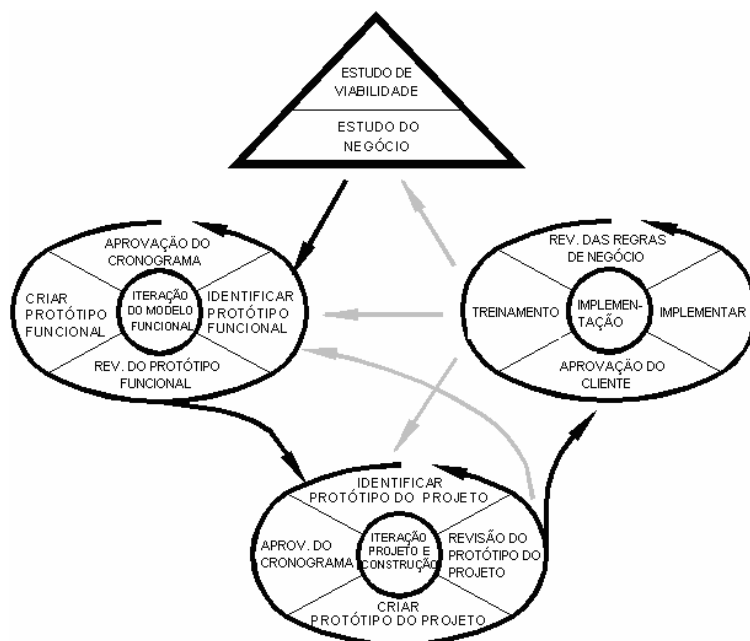 ESTUDO DE
VIABILIDADE
ESTUDO DO
NEGÓCIO
APROVAÇÃO DO
CRONOGRAMA
CRIAR
PROTÓTIPO
FUNCIONAL
ITERAÇÃO
DO MODELO
FUNCIONAL
IDENTIFICAR
PROTÓTIPO
FUNCIONAL
REV. DO PROTÓTIPO
FUNCIONAL
REV. DAS REGRAS
DE NEGÓCIO
TREINAMENTO
IMPLEMEN-
TAÇÃO
IMPLEMENTAR
APROVAÇÃO DO
CLIENTE
IDENTIFICAR
PROTÓTIPO DO PROJETO
APROV. DO
CRONOGRAMA
ITERAÇÃO
PROJETO E
CONSTRUÇÃO
REVISÃO DO
PROTÓTIPO DO
PROJETO
CRIAR
PROTÓTIPO DO PROJETO